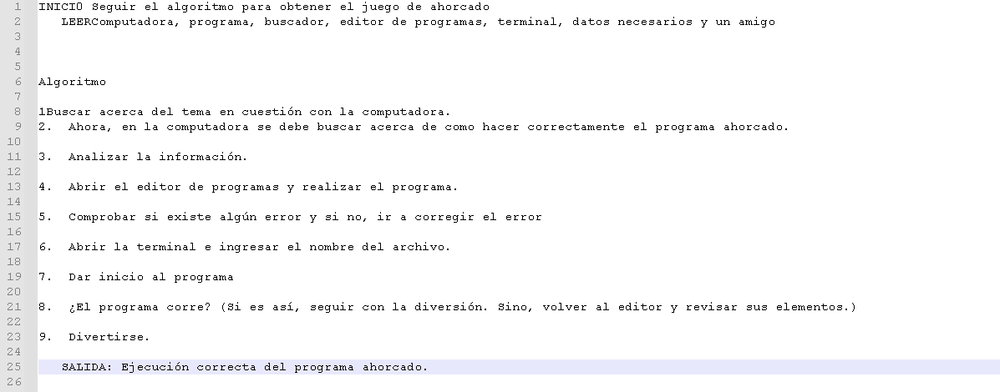 1 INICIO Seguir el algoritmo para obtener el juego de ahorcado
2 LEERComputadora, programa, buscador, editor de programas, terminal, datos necesarios y un amigo
3
4
5
6 Algoritmo
7
8 1Buscar acerca del tema en cuestión con la computadora.
9 2. Ahora, en la computadora se debe buscar acerca de como hacer correctamente el programa ahorcado.
10
11 3. Analizar la información.
12
13 4. Abrir el editor de programas y realizar el programa.
14
15 5. Comprobar si existe algún error y si no, ir a corregir el error
16
17 6. Abrir la terminal e ingresar el nombre del archivo.
18
19 7. Dar inicio al programa
20
21 8. ¿El programa corre? (Si es así, seguir con la diversión. Sino, volver al editor y revisar sus elementos.)
22
23 9. Divertirse.
24
25 SALIDA: Ejecución correcta del programa ahorcado.
26